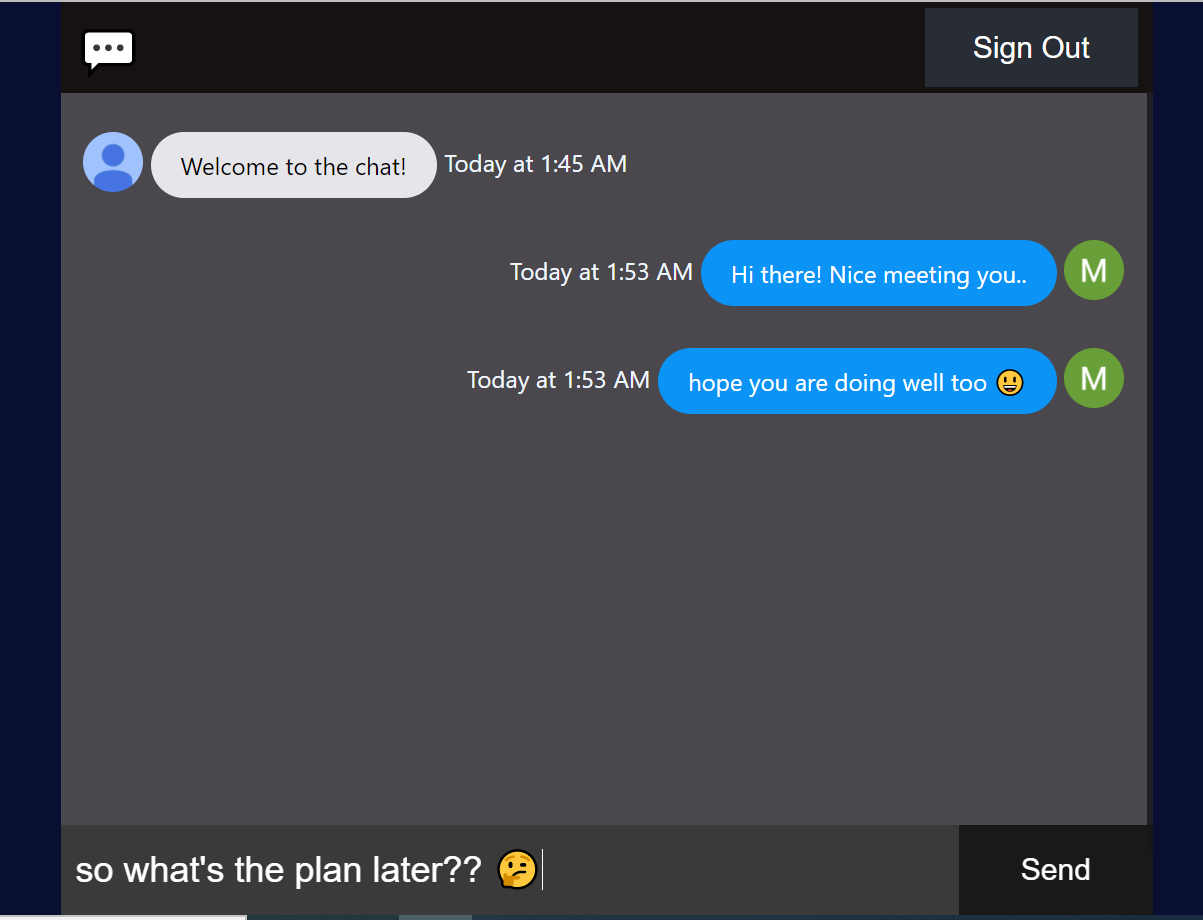 Sign Out
Welcome to the chat! Today at 1:45 AM
Today at 1:53 AM Hi there! Nice meeting you.. M
Today at 1:53 AM hope you are doing well too 😃 M
so what's the plan later?? 🤔 Send